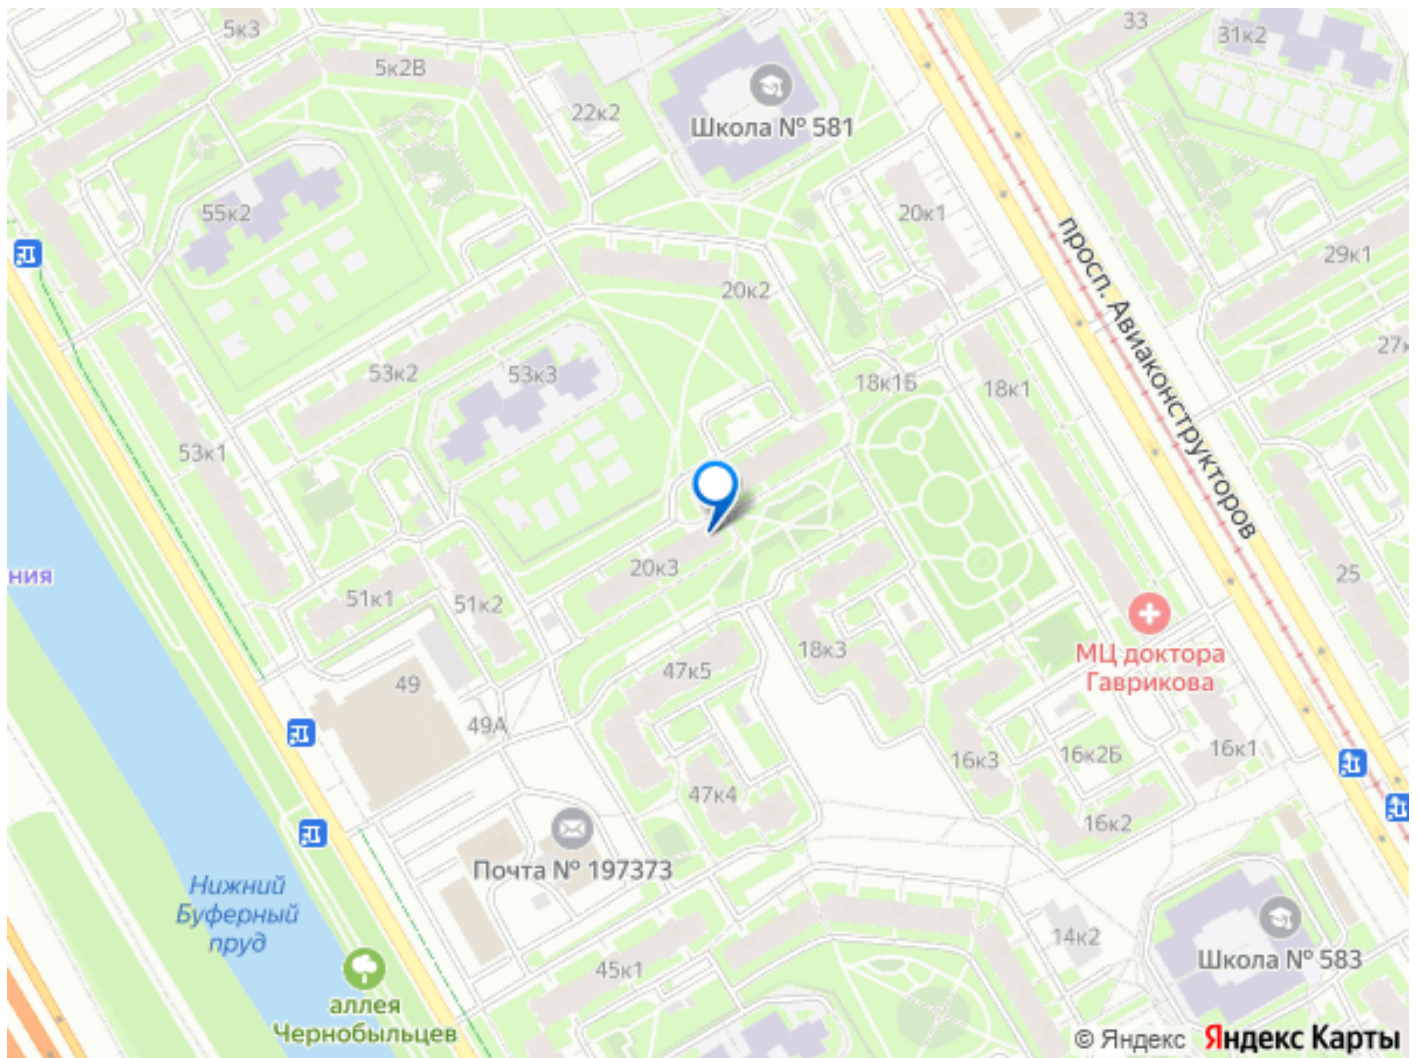 5к3
33
31к2
5к2В
22к2
Школа № 581
55к2
20к1
просп. Авиаконструкторов
29к1
20к2
27к
53к2
53к3
18к1Б
18к1
53к1
20к3
25
ния
51к1
51к2
18к3
МЦ доктора
Гаврикова
47к5
49
49А
16к3
16к2Б
16к1
47к4
16к2
Почта № 197373
Нижний
Буферный
пруд
14к2
Школа № 583
45к1
аллея
Чернобыльцев
© Яндекс Яндекс Карты